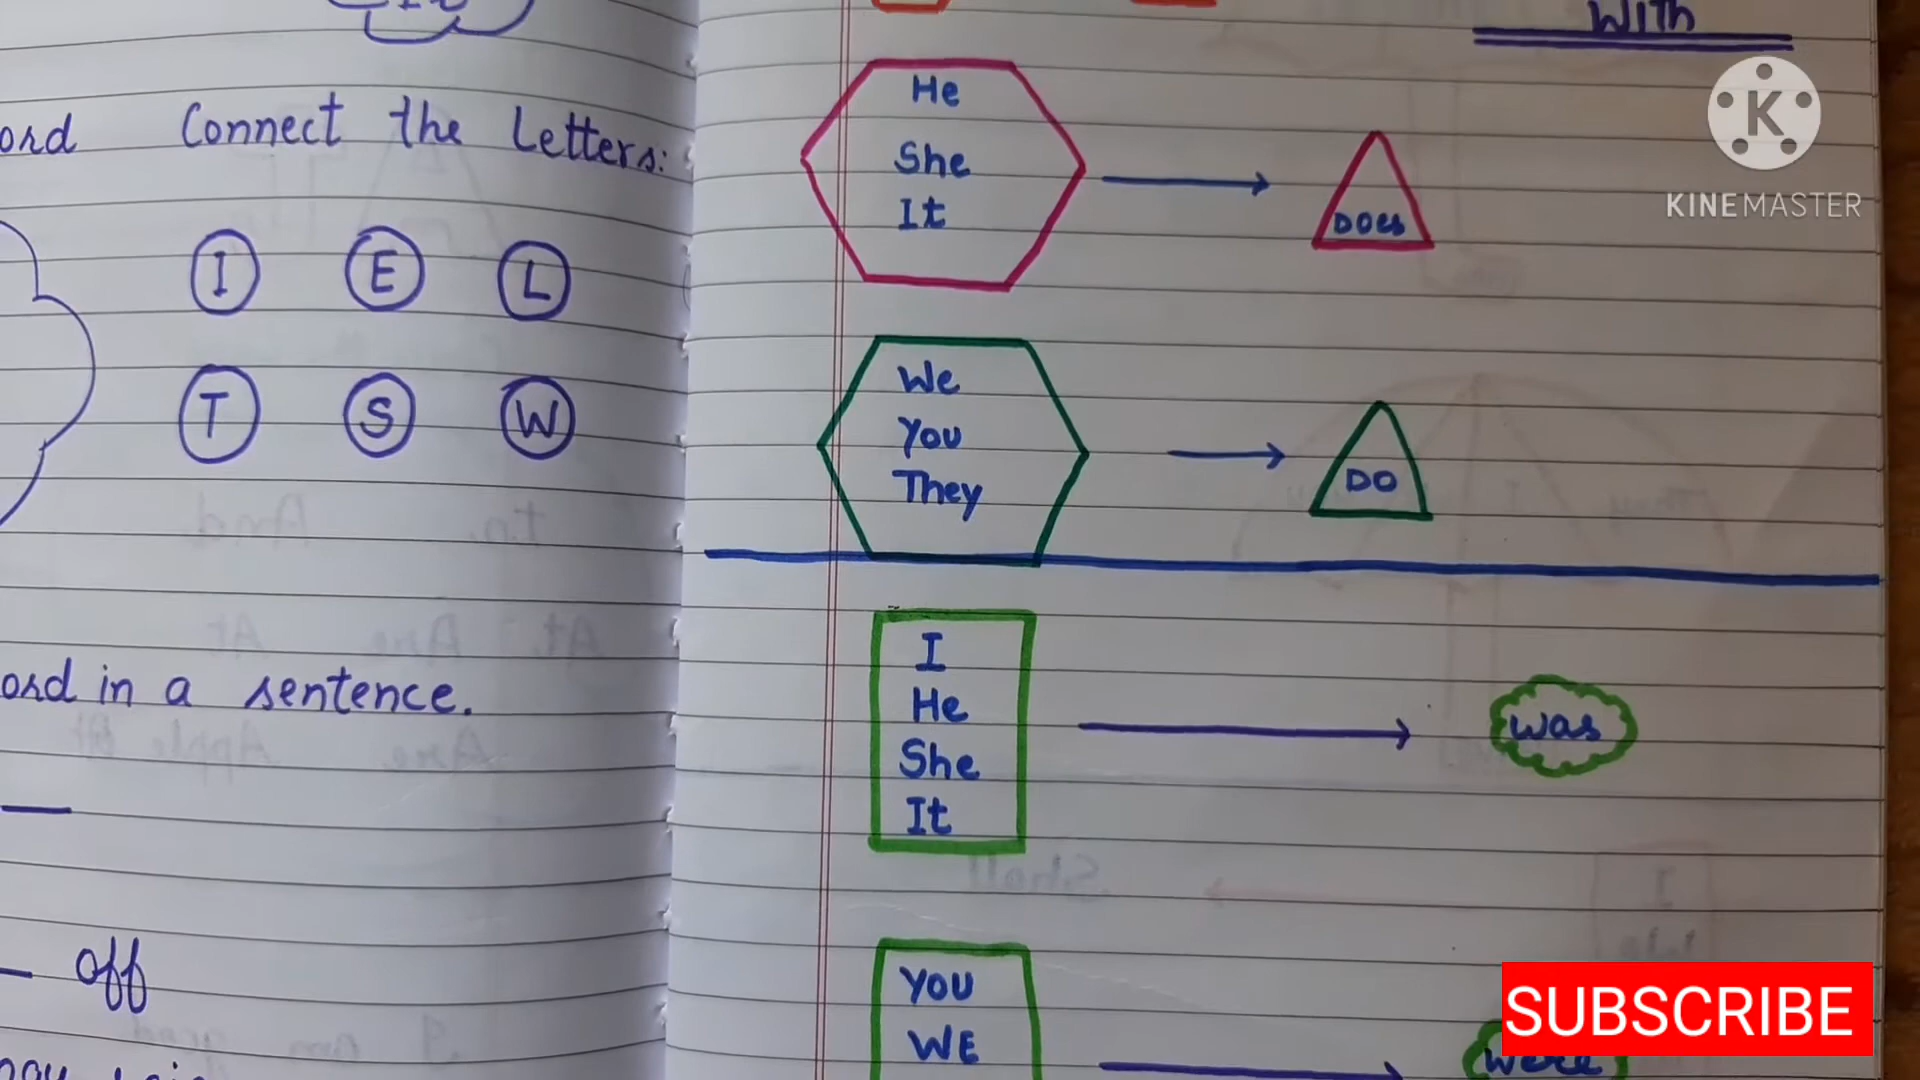 ord Connect the Letters:
I E L
T S W
ord in a sentence.
off
WITH
He
She
It
DOES
We
You
They
DO
I
He
She
It
was
YOU
WE
were
K
KINEMASTER
SUBSCRIBE